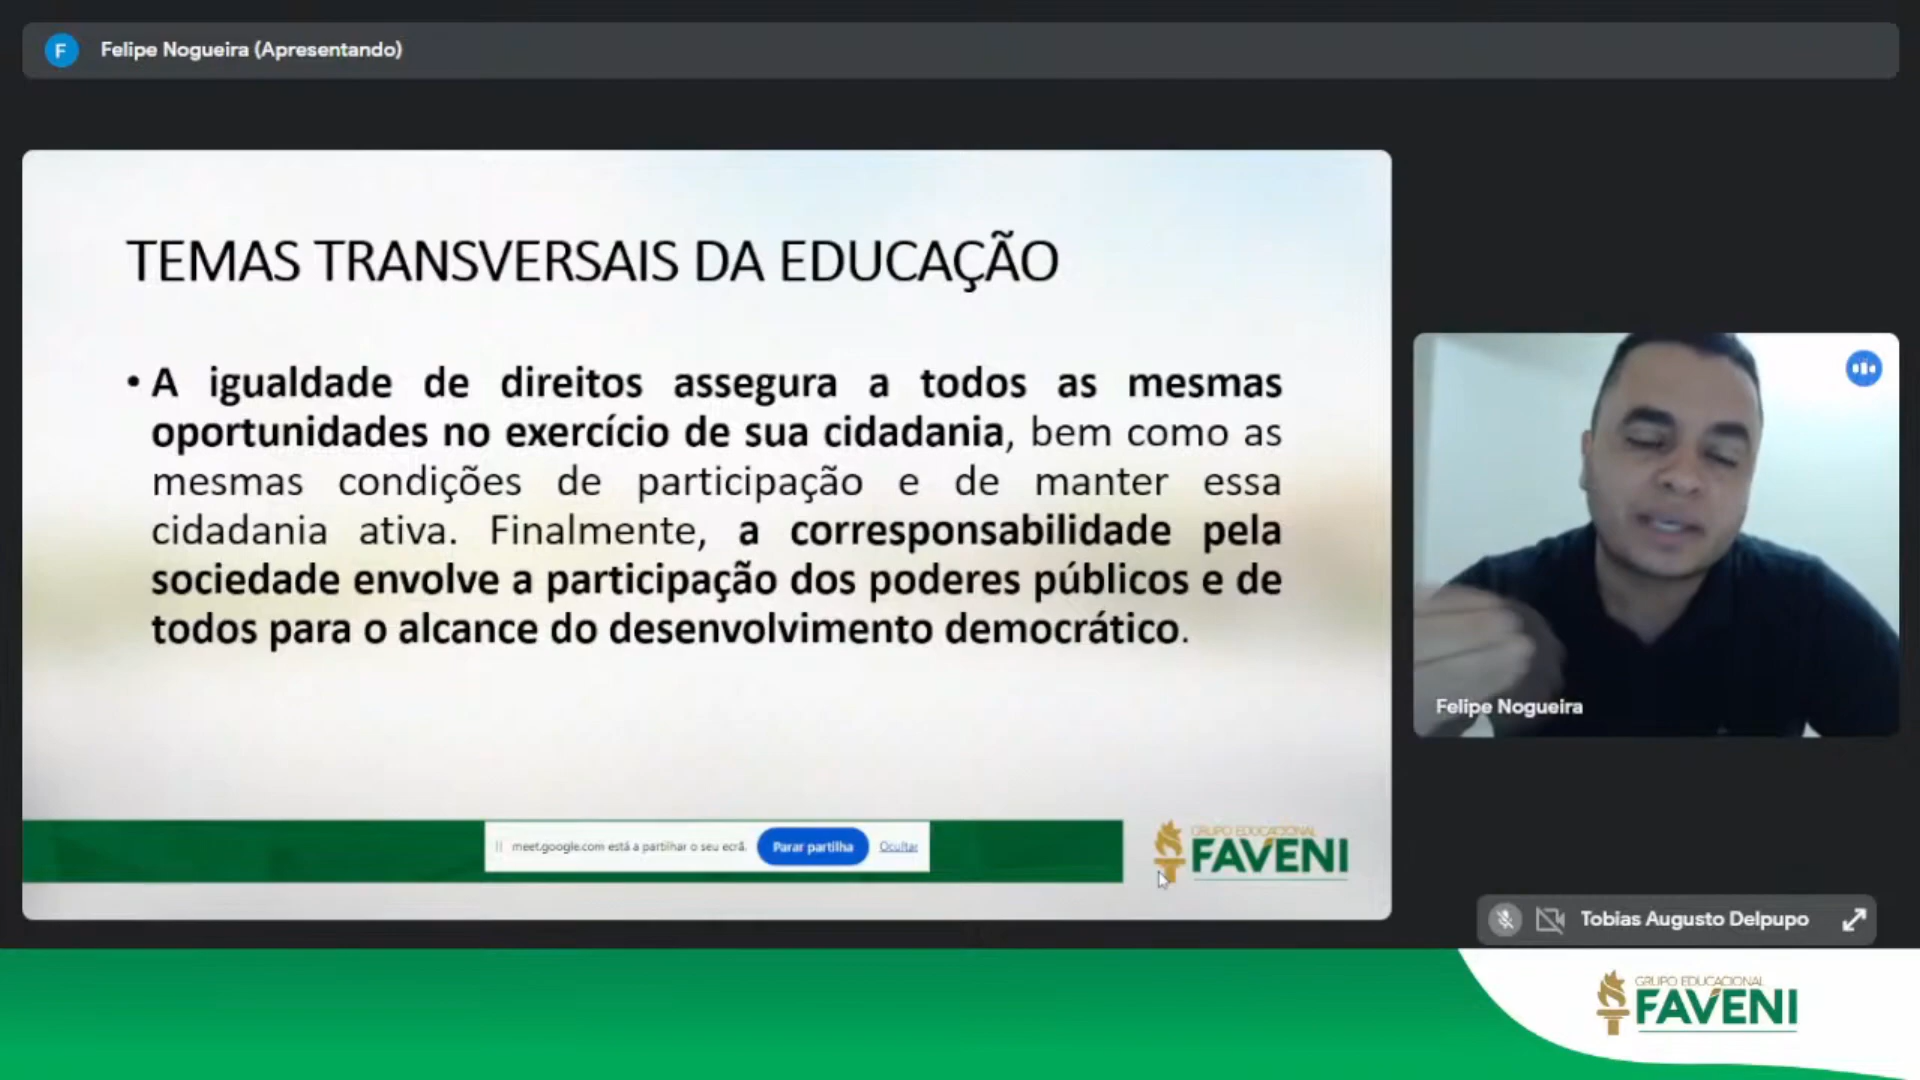 F Felipe Nogueira (Apresentando)
TEMAS TRANSVERSAIS DA EDUCAÇÃO
• A igualdade de direitos assegura a todos as mesmas
oportunidades no exercício de sua cidadania, bem como as
mesmas condições de participação e de manter essa
cidadania ativa. Finalmente, a corresponsabilidade pela
sociedade envolve a participação dos poderes públicos e de
todos para o alcance do desenvolvimento democrático.
Felipe Nogueira
meet.google.com está a partilhar o seu ecrã. Parar partilha Ocultar
GRUPO EDUCACIONAL
FAVENI
Tobias Augusto Delpupo
GRUPO EDUCACIONAL
FAVENI